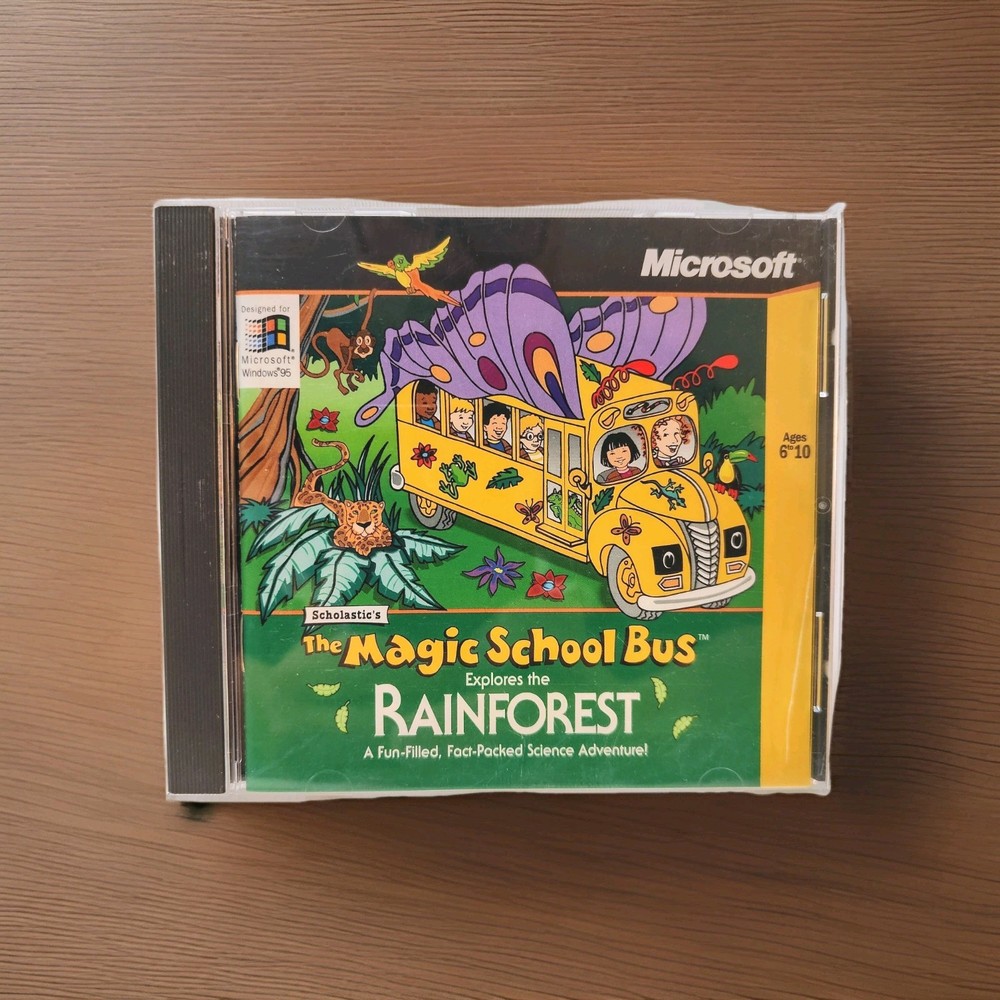 Microsoft®
Designed for
Microsoft®
Windows®95
Ages
6 to 10
Scholastic's
The Magic School Bus™
Explores the
RAINFOREST
A Fun-Filled, Fact-Packed Science Adventure!